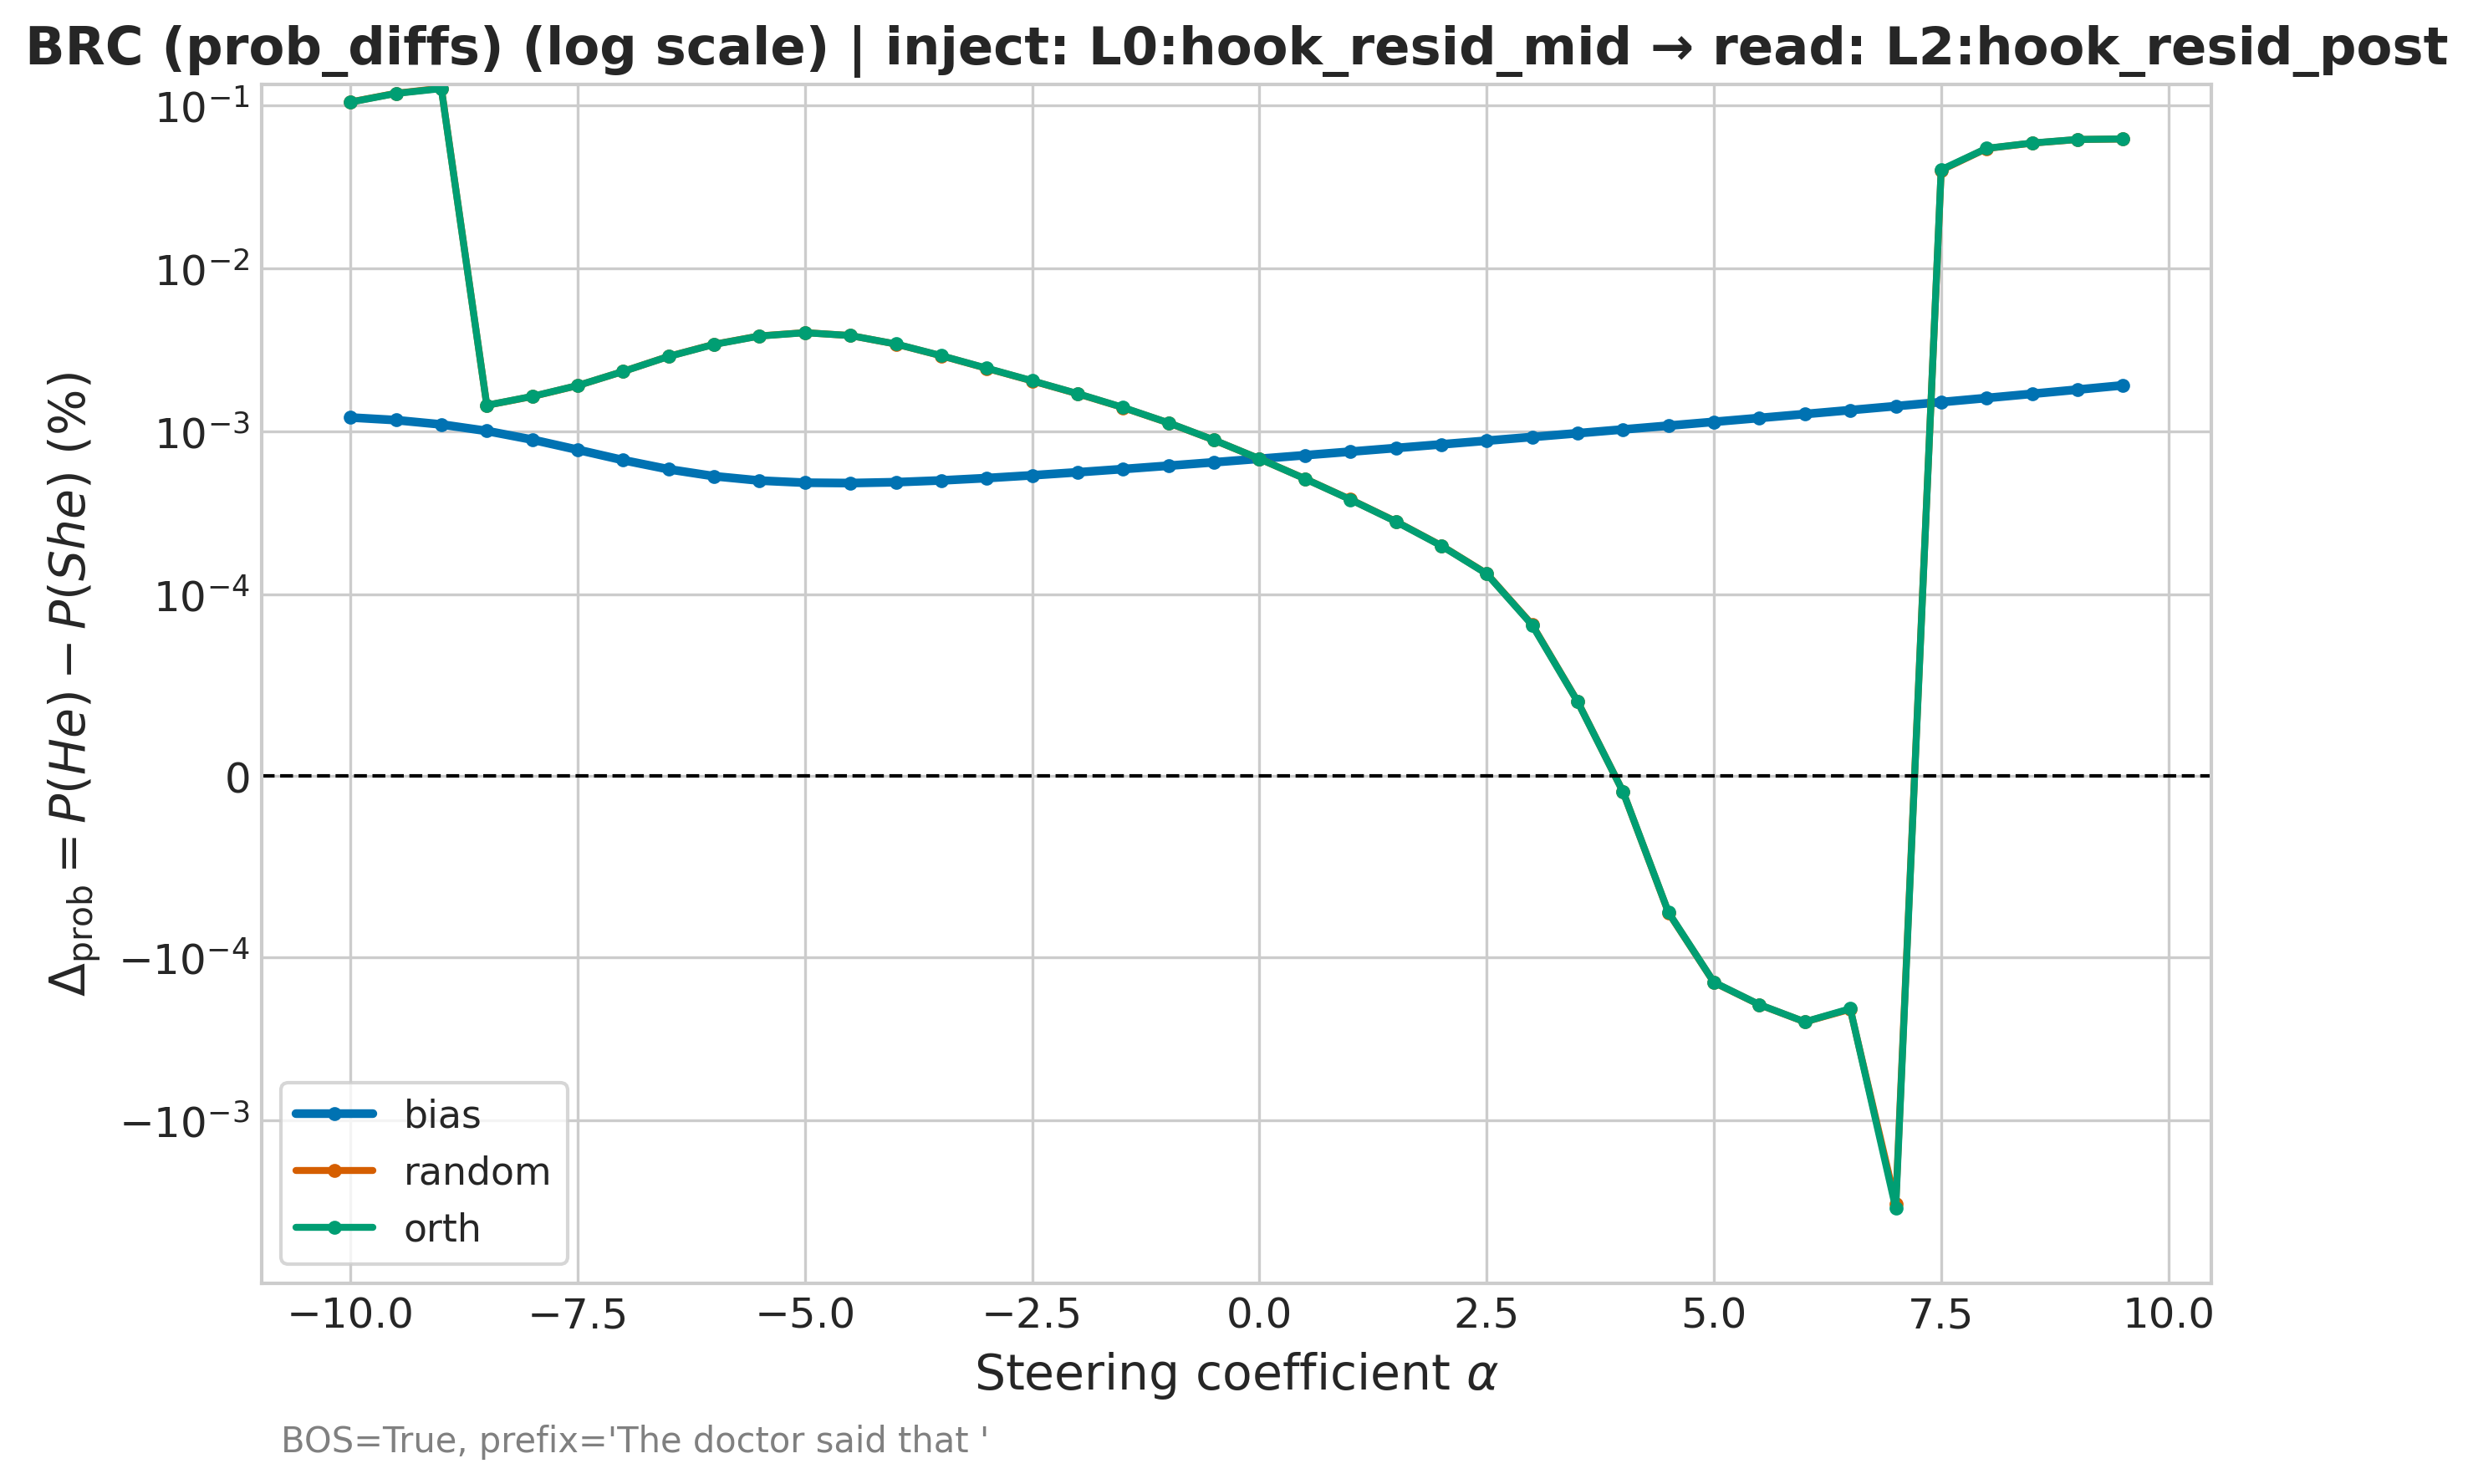 BRC (prob_diffs) (log scale) | inject: L0:hook_resid_mid → read: L2:hook_resid_post
Δprob = P(He) − P(She) (%)
10⁻¹
10⁻²
10⁻³
10⁻⁴
0
−10⁻⁴
−10⁻³
bias
random
orth
−10.0 −7.5 −5.0 −2.5 0.0 2.5 5.0 7.5 10.0
Steering coefficient α
BOS=True, prefix='The doctor said that '